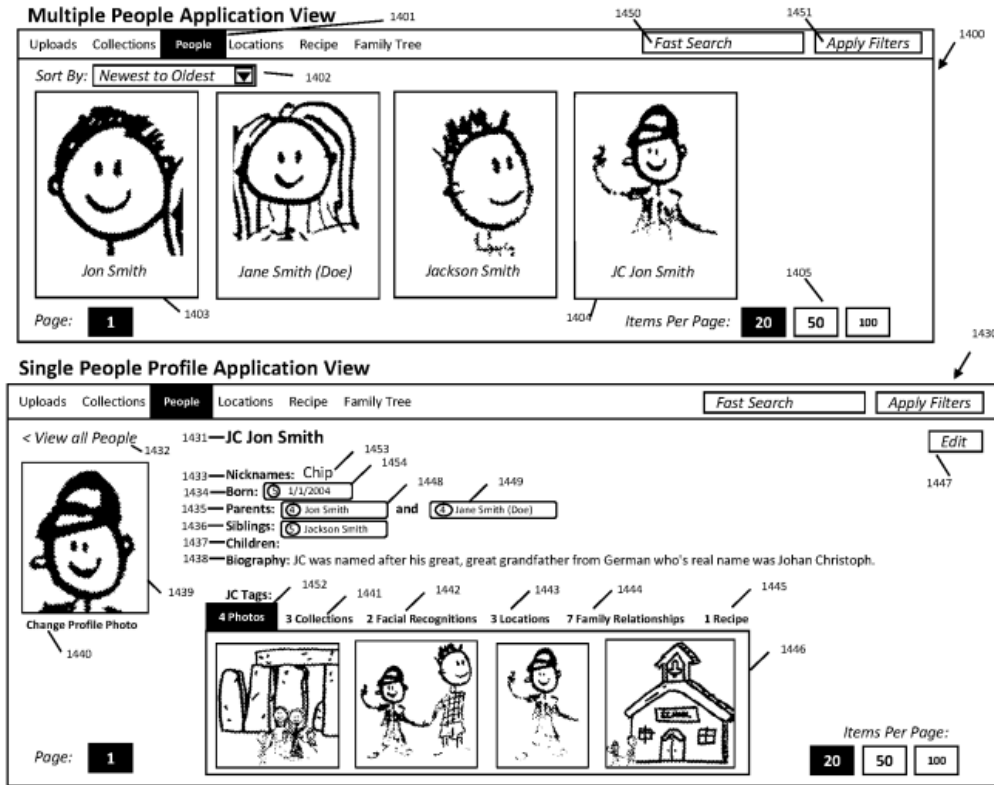 Multiple People Application View
1401
1450
1451
1400
Uploads Collections People Locations Recipe Family Tree Fast Search Apply Filters
Sort By: Newest to Oldest 1402
Jon Smith Jane Smith (Doe) Jackson Smith JC Jon Smith
1403 1404 1405
Page: 1 Items Per Page: 20 50 100
1430
Single People Profile Application View
Uploads Collections People Locations Recipe Family Tree Fast Search Apply Filters
< View all People 1432
1431 JC Jon Smith Edit
1447
1433 Nicknames: Chip 1453
1434 Born: 5 1/1/2004 1454
1435 Parents: 4 Jon Smith and 4 Jane Smith (Doe) 1448 1449
1436 Siblings: 5 Jackson Smith
1437 Children:
1438 Biography: JC was named after his great, great grandfather from German who's real name was Johan Christoph.
1439
Change Profile Photo
1440
JC Tags: 1452 1441 1442 1443 1444 1445
4 Photos 3 Collections 2 Facial Recognitions 3 Locations 7 Family Relationships 1 Recipe
1446
Page: 1
Items Per Page:
20 50 100